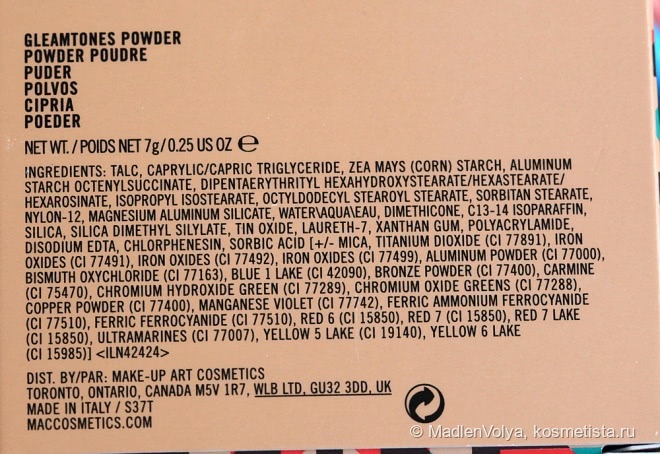 GLEAMTONES POWDER
POWDER POUDRE
PUDER
POLVOS
CIPRIA
POEDER
NET WT. / POIDS NET 7g/0.25 US OZ ℮
INGREDIENTS: TALC, CAPRYLIC/CAPRIC TRIGLYCERIDE, ZEA MAYS (CORN) STARCH, ALUMINUM
STARCH OCTENYLSUCCINATE, DIPENTAERYTHRITYL HEXAHYDROXYSTEARATE/HEXASTEARATE/
HEXAROSINATE, ISOPROPYL ISOSTEARATE, OCTYLDODECYL STEAROYL STEARATE, SORBITAN STEARATE,
NYLON-12, MAGNESIUM ALUMINUM SILICATE, WATER\AQUA\EAU, DIMETHICONE, C13-14 ISOPARAFFIN,
SILICA, SILICA DIMETHYL SILYLATE, TIN OXIDE, LAURETH-7, XANTHAN GUM, POLYACRYLAMIDE,
DISODIUM EDTA, CHLORPHENESIN, SORBIC ACID [+/- MICA, TITANIUM DIOXIDE (CI 77891), IRON
OXIDES (CI 77491), IRON OXIDES (CI 77492), IRON OXIDES (CI 77499), ALUMINUM POWDER (CI 77000),
BISMUTH OXYCHLORIDE (CI 77163), BLUE 1 LAKE (CI 42090), BRONZE POWDER (CI 77400), CARMINE
(CI 75470), CHROMIUM HYDROXIDE GREEN (CI 77289), CHROMIUM OXIDE GREENS (CI 77288),
COPPER POWDER (CI 77400), MANGANESE VIOLET (CI 77742), FERRIC AMMONIUM FERROCYANIDE
(CI 77510), FERRIC FERROCYANIDE (CI 77510), RED 6 (CI 15850), RED 7 (CI 15850), RED 7 LAKE
(CI 15850), ULTRAMARINES (CI 77007), YELLOW 5 LAKE (CI 19140), YELLOW 6 LAKE
(CI 15985)] <ILN42424>
DIST. BY/PAR: MAKE-UP ART COSMETICS
TORONTO, ONTARIO, CANADA M5V 1R7, WLB LTD, GU32 3DD, UK
MADE IN ITALY / S37T
MACCOSMETICS.COM
© MadlenVolya, kosmetista.ru